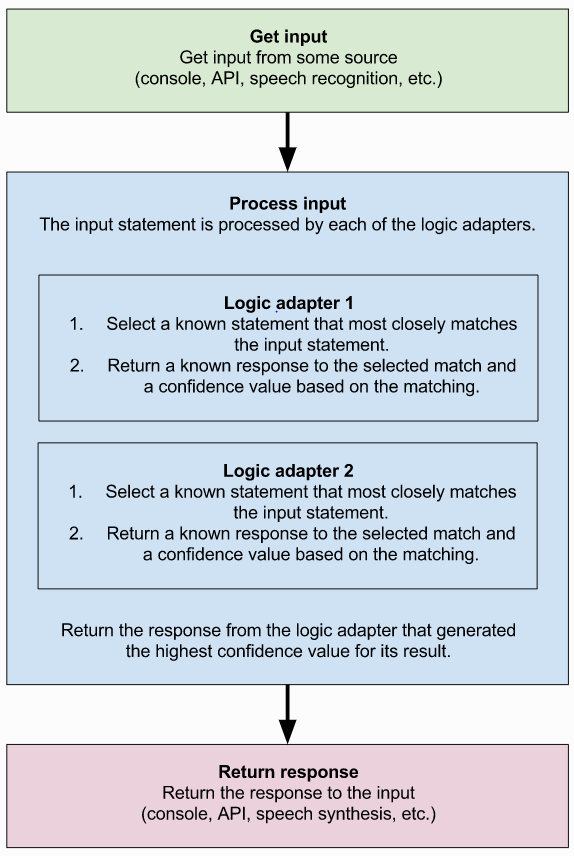 Get input
Get input from some source
(console, API, speech recognition, etc.)
Process input
The input statement is processed by each of the logic adapters.
Logic adapter 1
1. Select a known statement that most closely matches
the input statement.
2. Return a known response to the selected match and
a confidence value based on the matching.
Logic adapter 2
1. Select a known statement that most closely matches
the input statement.
2. Return a known response to the selected match and
a confidence value based on the matching.
Return the response from the logic adapter that generated
the highest confidence value for its result.
Return response
Return the response to the input
(console, API, speech synthesis, etc.)